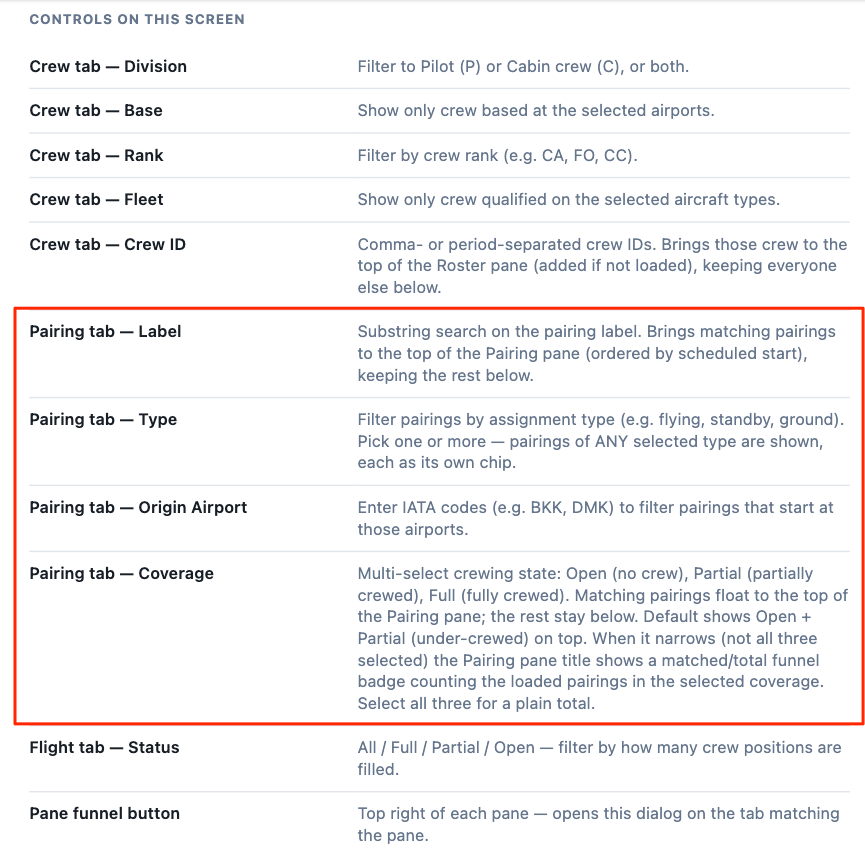 CONTROLS ON THIS SCREEN
Crew tab — Division
Filter to Pilot (P) or Cabin crew (C), or both.
Crew tab — Base
Show only crew based at the selected airports.
Crew tab — Rank
Filter by crew rank (e.g. CA, FO, CC).
Crew tab — Fleet
Show only crew qualified on the selected aircraft types.
Crew tab — Crew ID
Comma- or period-separated crew IDs. Brings those crew to the
top of the Roster pane (added if not loaded), keeping everyone
else below.
Pairing tab — Label
Substring search on the pairing label. Brings matching pairings
to the top of the Pairing pane (ordered by scheduled start),
keeping the rest below.
Pairing tab — Type
Filter pairings by assignment type (e.g. flying, standby, ground).
Pick one or more — pairings of ANY selected type are shown,
each as its own chip.
Pairing tab — Origin Airport
Enter IATA codes (e.g. BKK, DMK) to filter pairings that start at
those airports.
Pairing tab — Coverage
Multi-select crewing state: Open (no crew), Partial (partially
crewed), Full (fully crewed). Matching pairings float to the top of
the Pairing pane; the rest stay below. Default shows Open +
Partial (under-crewed) on top. When it narrows (not all three
selected) the Pairing pane title shows a matched/total funnel
badge counting the loaded pairings in the selected coverage.
Select all three for a plain total.
Flight tab — Status
All / Full / Partial / Open — filter by how many crew positions are
filled.
Pane funnel button
Top right of each pane — opens this dialog on the tab matching
the pane.